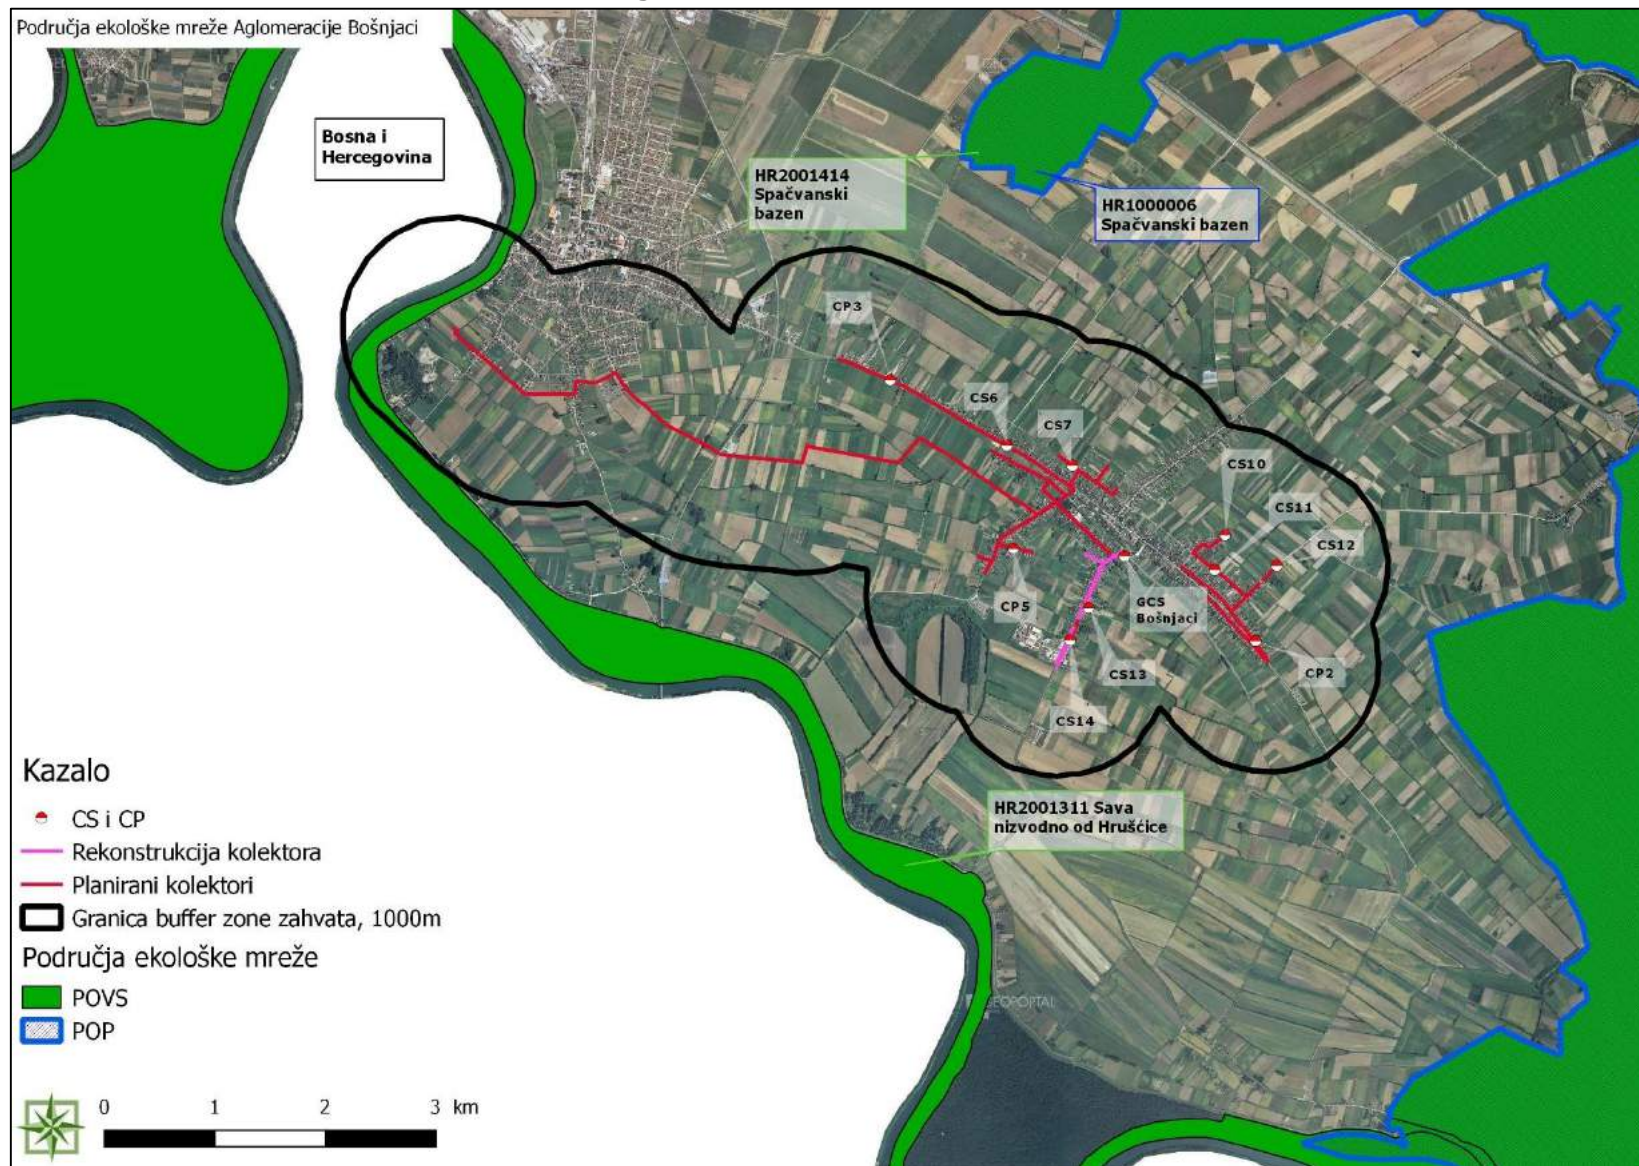 Područja ekološke mreže Aglomeracije Bošnjaci
Bosna i
Hercegovina
HR2001414
Spačvanski
bazen
HR1000006
Spačvanski bazen
CP3
CS6
CS7
CS10
CS11
CS12
CP5
GCS
Bošnjaci
CS13
CP2
CS14
HR2001311 Sava
nizvodno od Hrušćice
GEOPORTAL
Kazalo
CS i CP
Rekonstrukcija kolektora
Planirani kolektori
Granica buffer zone zahvata, 1000m
Područja ekološke mreže
POVS
POP
0 1 2 3 km